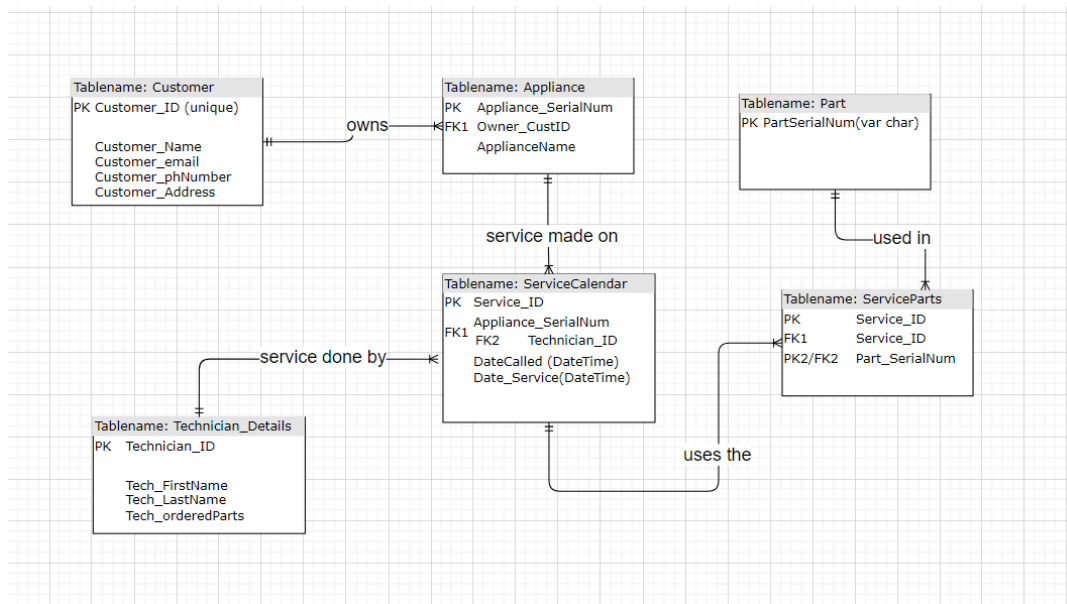 Tablename: Customer
PK Customer_ID (unique)
Customer_Name
Customer_email
Customer_phNumber
Customer_Address
owns
Tablename: Appliance
PK Appliance_SerialNum
FK1 Owner_CustID
ApplianceName
Tablename: Part
PK PartSerialNum(var char)
service made on
used in
Tablename: ServiceCalendar
PK Service_ID
Appliance_SerialNum
FK1
FK2 Technician_ID
DateCalled (DateTime)
Date_Service(DateTime)
Tablename: ServiceParts
PK Service_ID
FK1 Service_ID
PK2/FK2 Part_SerialNum
service done by
Tablename: Technician_Details
PK Technician_ID
Tech_FirstName
Tech_LastName
Tech_orderedParts
uses the